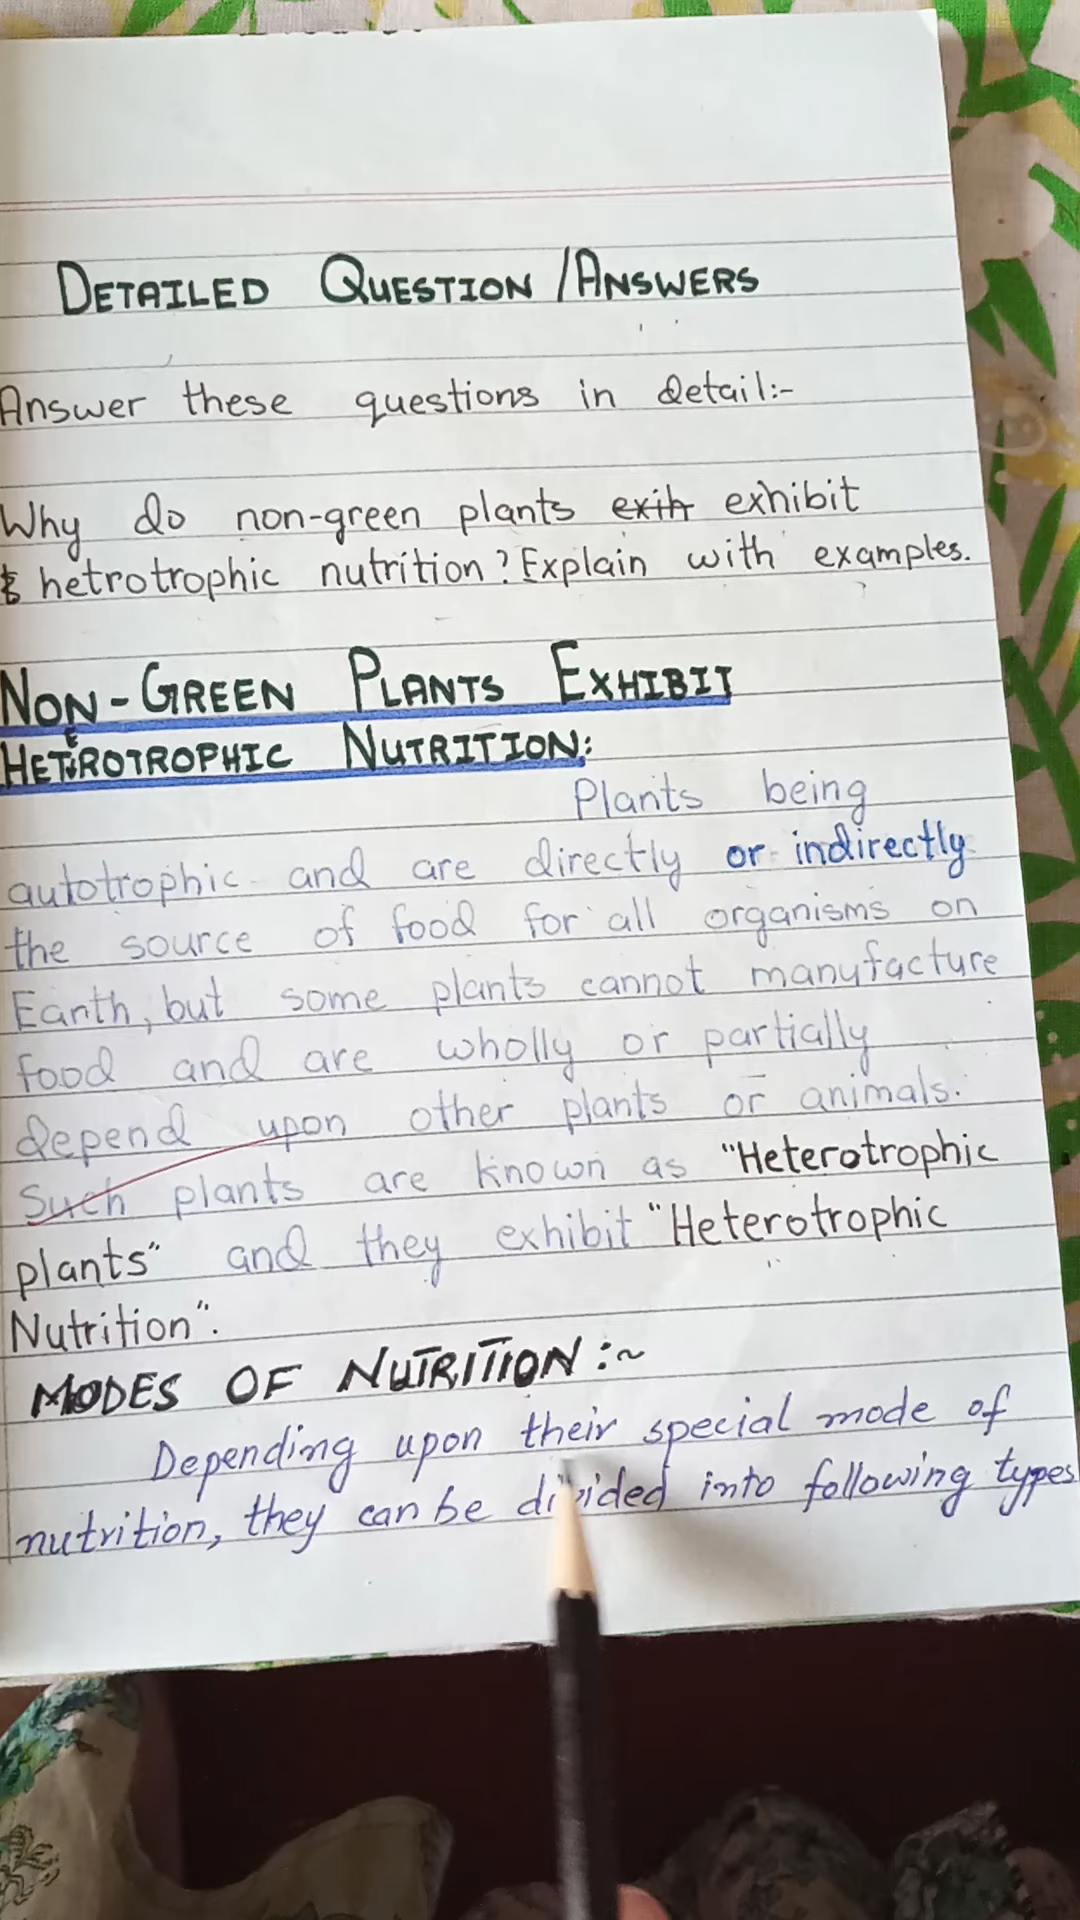 DETAILED QUESTION/ANSWERS
Answer these questions in detail:-
Why do non-green plants exih exhibit
hetrotrophic nutrition? Explain with examples.
NON-GREEN PLANTS EXHIBIT
HETEROTROPHIC NUTRITION:
Plants being
autotrophic and are directly or indirectly
the source of food for all organisms on
Earth, but some plants cannot manufacture
food and are wholly or partially
depend upon other plants or animals.
Such plants are known as "Heterotrophic
plants" and they exhibit "Heterotrophic
Nutrition".
MODES OF NUTRITION:~
Depending upon their special mode of
nutrition, they can be divided into following types